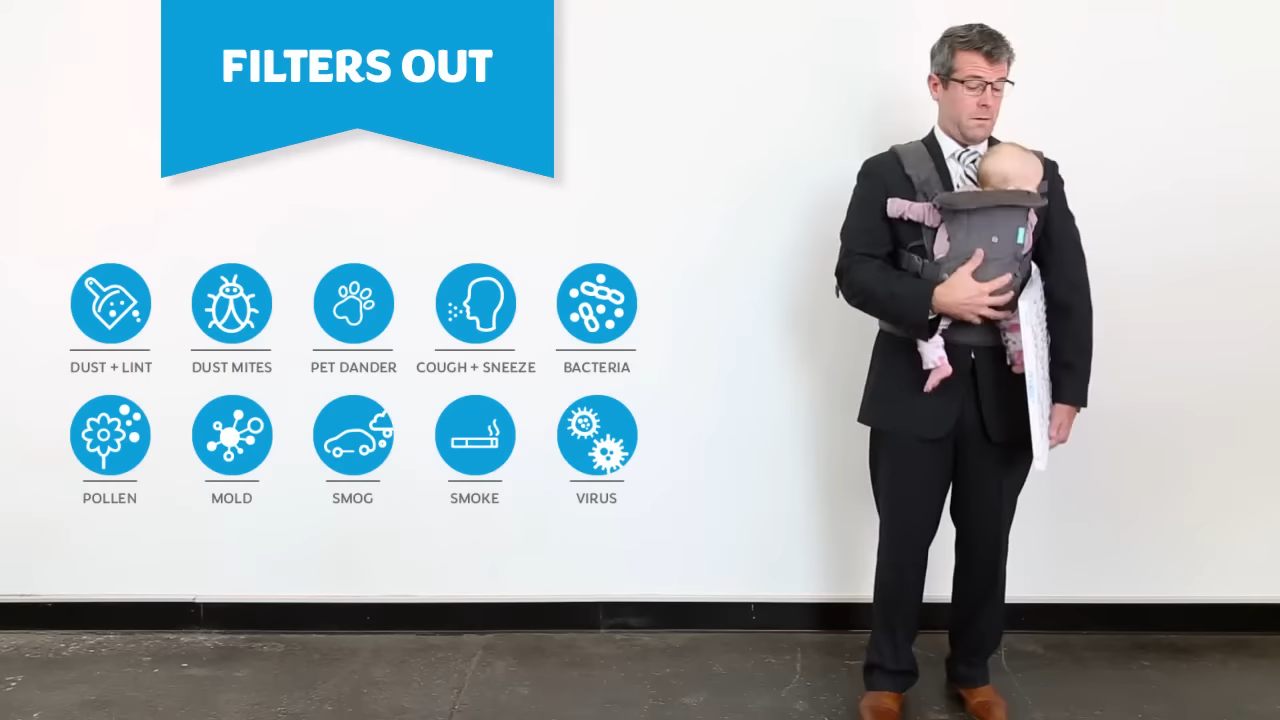 FILTERS OUT
DUST + LINT
DUST MITES
PET DANDER
COUGH + SNEEZE
BACTERIA
POLLEN
MOLD
SMOG
SMOKE
VIRUS